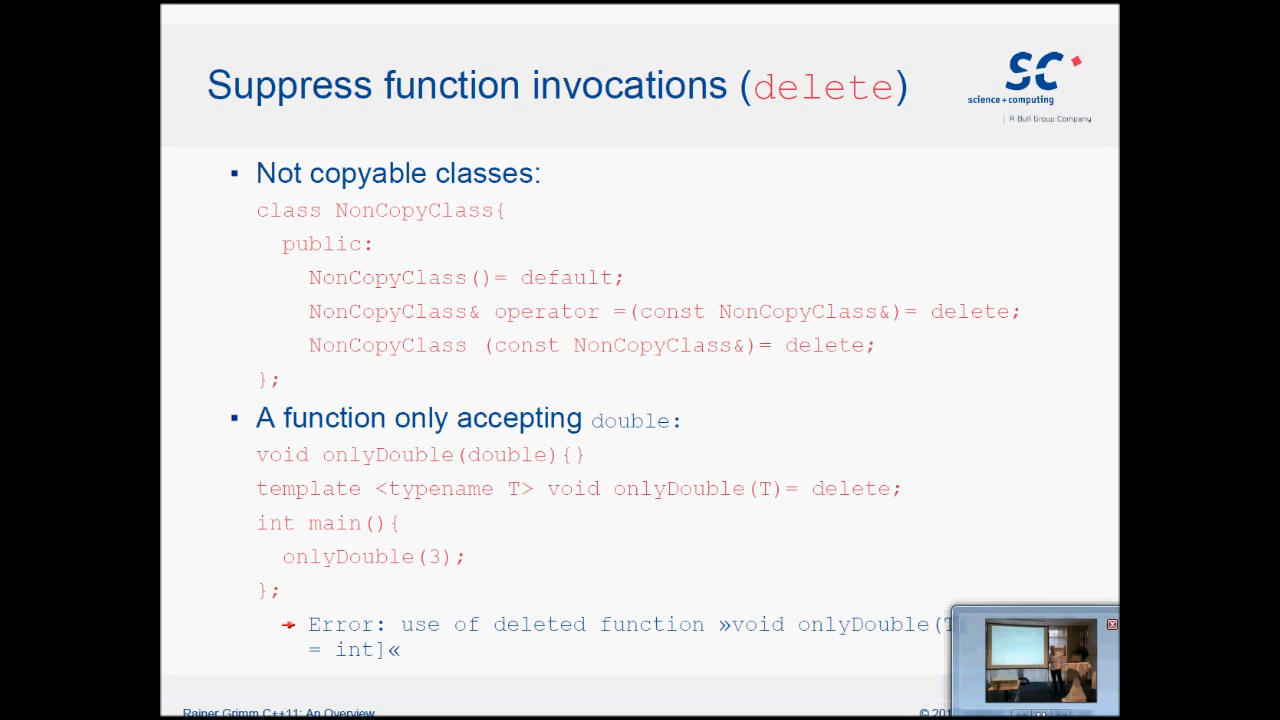 Suppress function invocations (delete)
SC
science + computing
A Bull Group Company
▪ Not copyable classes:
class NonCopyClass{
public:
NonCopyClass()= default;
NonCopyClass& operator =(const NonCopyClass&)= delete;
NonCopyClass (const NonCopyClass&)= delete;
};
▪ A function only accepting double:
void onlyDouble(double){}
template <typename T> void onlyDouble(T)= delete;
int main(){
onlyDouble(3);
};
Error: use of deleted function »void onlyDouble(
= int]«
Rainer Grimm C++11: An Overview